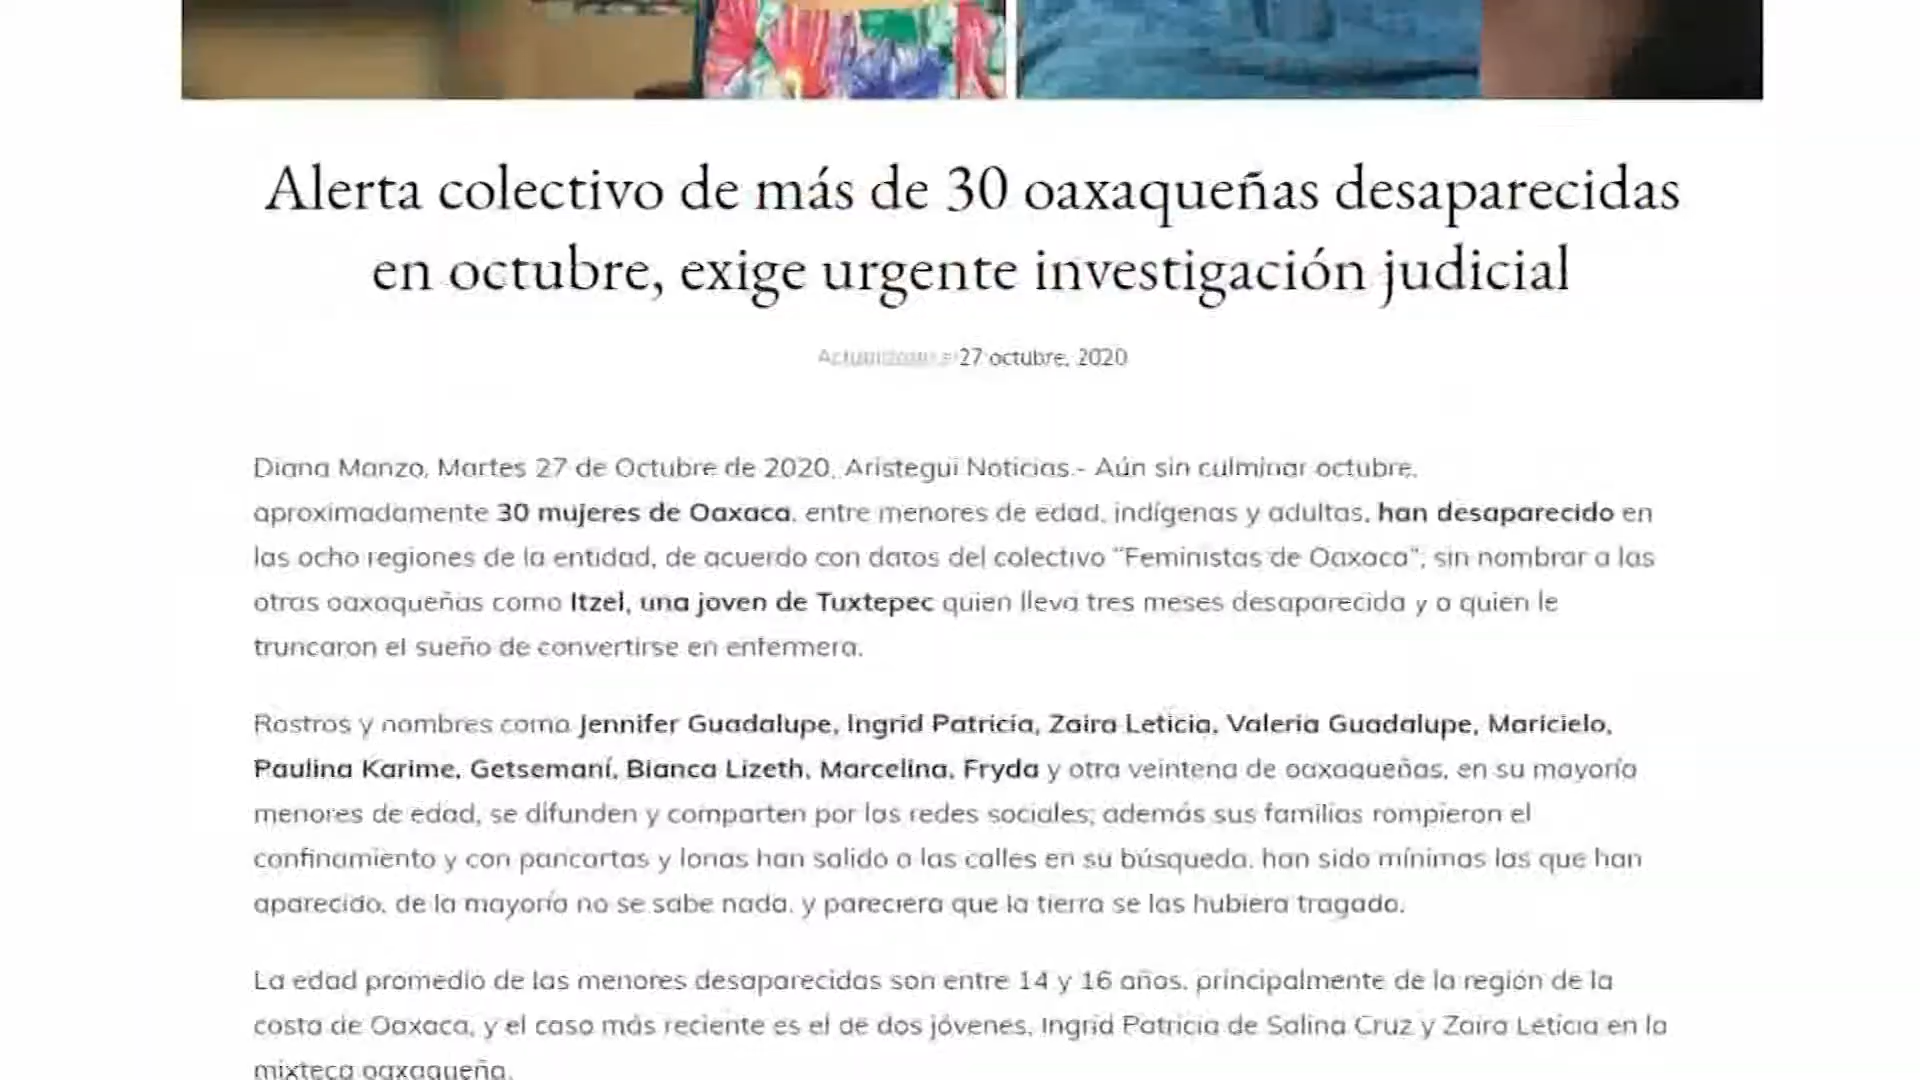 Alerta colectivo de más de 30 oaxaqueñas desaparecidas
en octubre, exige urgente investigación judicial
27 octubre, 2020
Diana Manzo, Martes 27 de Octubre de 2020, Aristegui Noticias.- Aún sin culminar octubre,
aproximadamente 30 mujeres de Oaxaca, entre menores de edad, indígenas y adultas, han desaparecido en
las ocho regiones de la entidad, de acuerdo con datos del colectivo "Feministas de Oaxaca"; sin nombrar a las
otras oaxaqueñas como Itzel, una joven de Tuxtepec quien lleva tres meses desaparecida y a quien le
truncaron el sueño de convertirse en enfermera.
Rostros y nombres como Jennifer Guadalupe, Ingrid Patricia, Zaira Leticia, Valeria Guadalupe, Maricielo,
Paulina Karime, Getsemaní, Bianca Lizeth, Marcelina, Fryda y otra veintena de oaxaqueñas, en su mayoría
menores de edad, se difunden y comparten por las redes sociales; además sus familias rompieron el
confinamiento y con pancartas y lonas han salido a las calles en su búsqueda, han sido mínimas las que han
aparecido, de la mayoría no se sabe nada, y pareciera que la tierra se las hubiera tragado.
La edad promedio de las menores desaparecidas son entre 14 y 16 años, principalmente de la región de la
costa de Oaxaca, y el caso más reciente es el de dos jóvenes, Ingrid Patricia de Salina Cruz y Zaira Leticia en la
mixteca oaxaqueña.